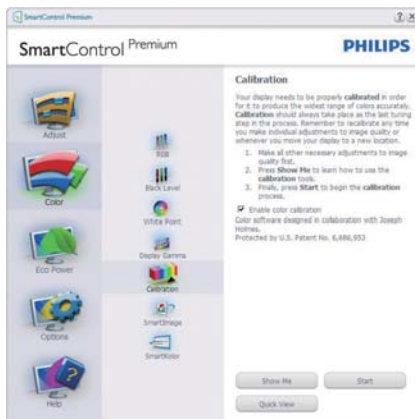 SmartControl Premium
SmartControl Premium
PHILIPS
Adjust
Color
Eco Power
Options
Help
RGB
Black Level
White Point
Display Gamma
Calibration
SmartImage
SmartKolor
Calibration
Your display needs to be properly calibrated in order
for it to produce the widest range of colors accurately.
Calibration should always take place as the last tuning
step in the process. Remember to recalibrate any time
you make individual adjustments to image quality or
whenever you move your display to a new location.
1. Make all other necessary adjustments to image
quality first.
2. Press Show Me to learn how to use the
calibration tools.
3. Finally, press Start to begin the calibration
process.
Enable color calibration
Color software designed in collaboration with Joseph
Holmes.
Protected by U.S. Patent No. 6,686,953
Show Me
Start
Quick View